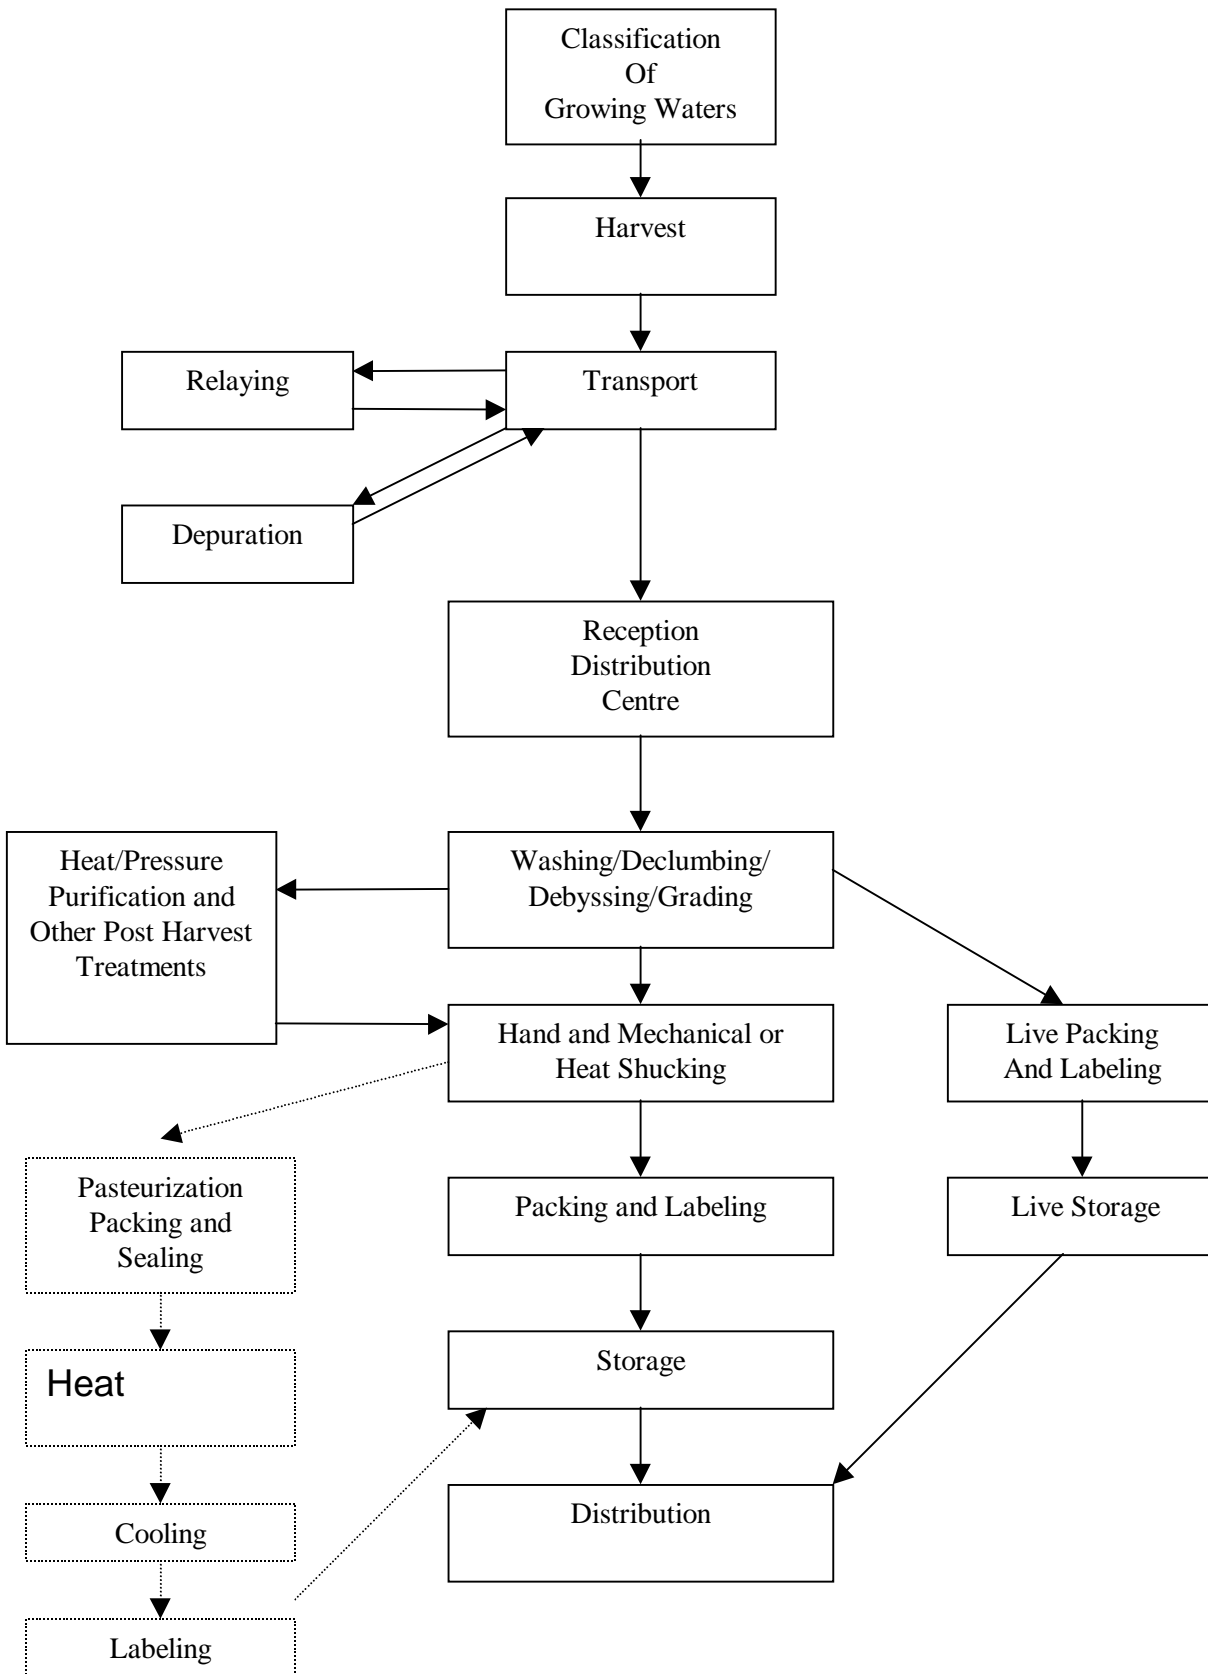 Classification
Of
Growing Waters
Harvest
Relaying
Transport
Depuration
Reception
Distribution
Centre
Heat/Pressure
Purification and
Other Post Harvest
Treatments
Washing/Declumbing/
Debyssing/Grading
Hand and Mechanical or
Heat Shucking
Live Packing
And Labeling
Pasteurization
Packing and
Sealing
Packing and Labeling
Live Storage
Heat
Storage
Cooling
Distribution
Labeling